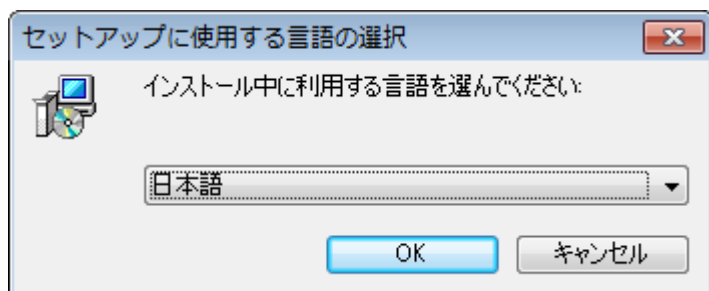 セットアップに使用する言語の選択
インストール中に利用する言語を選んでください:
日本語
OK
キャンセル